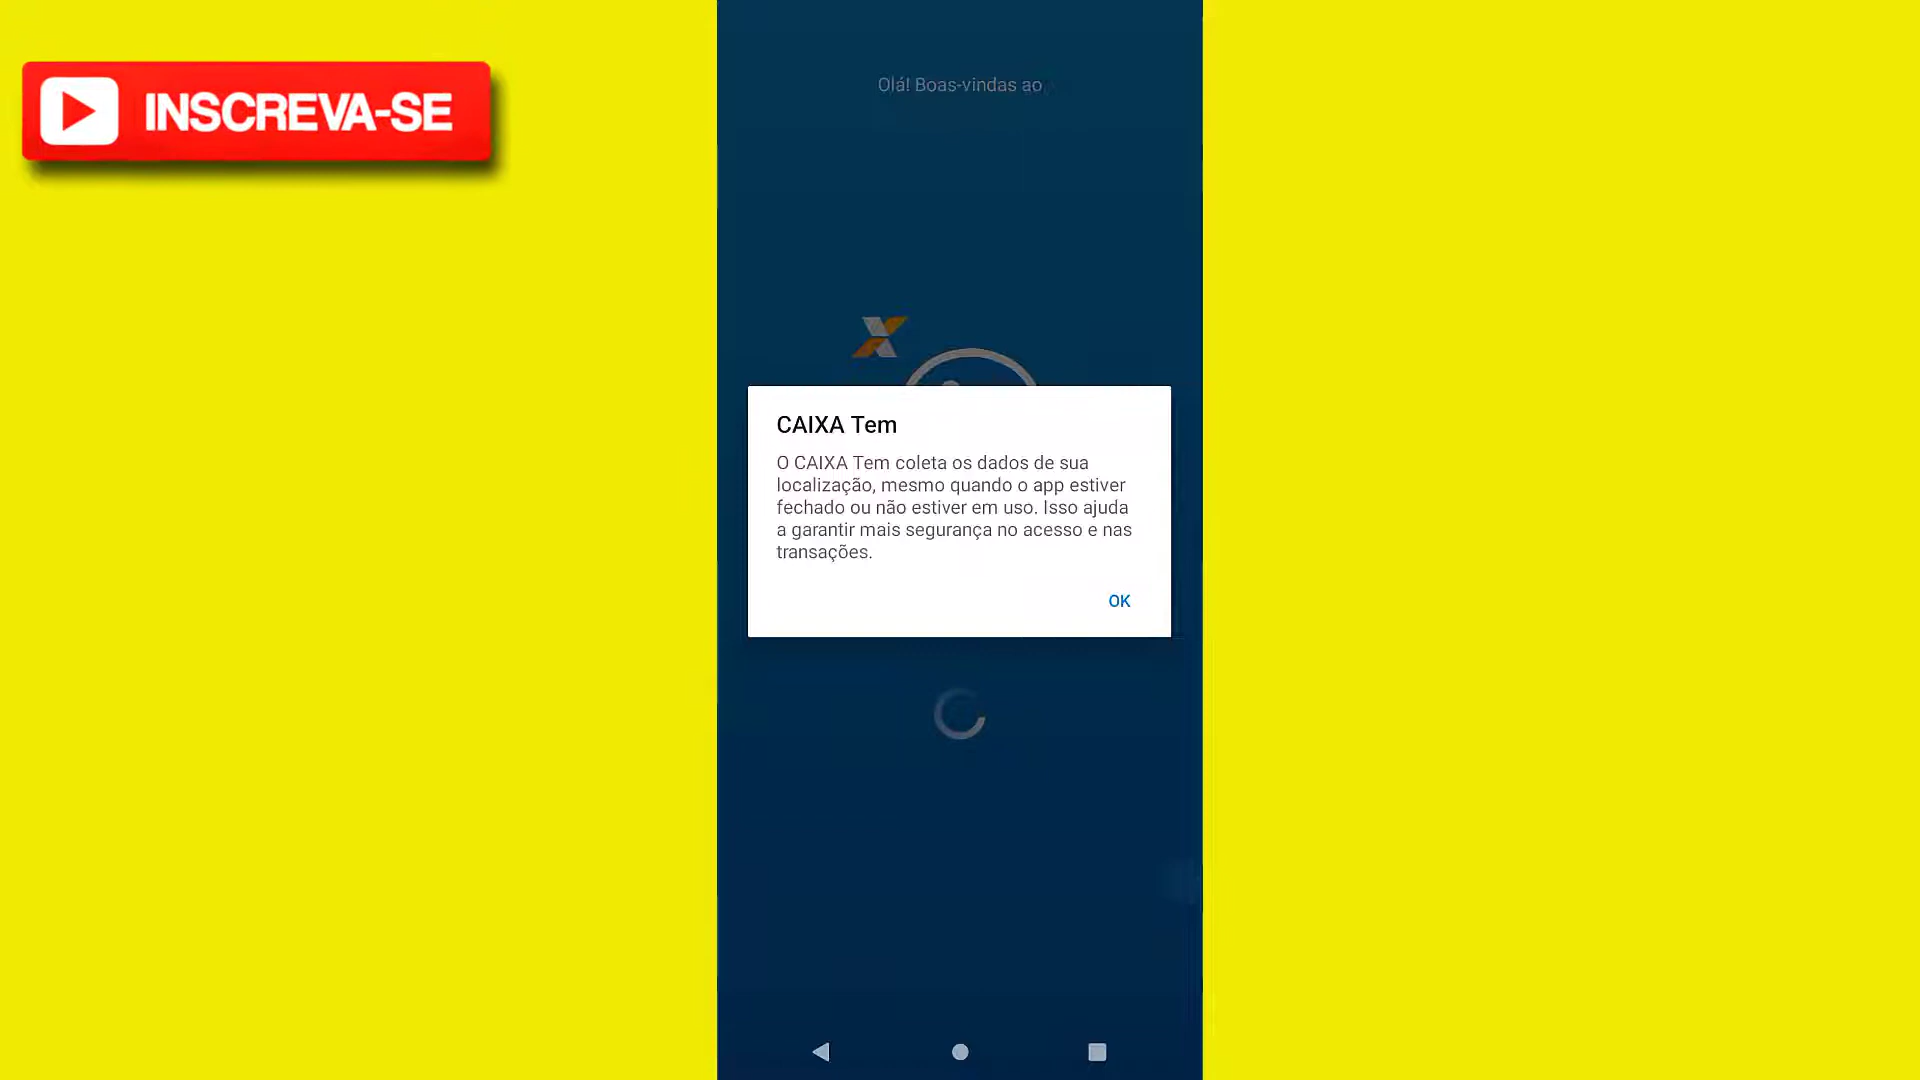 INSCREVA-SE
Olá! Boas-vindas ao
CAIXA Tem
O CAIXA Tem coleta os dados de sua
localização, mesmo quando o app estiver
fechado ou não estiver em uso. Isso ajuda
a garantir mais segurança no acesso e nas
transações.
OK